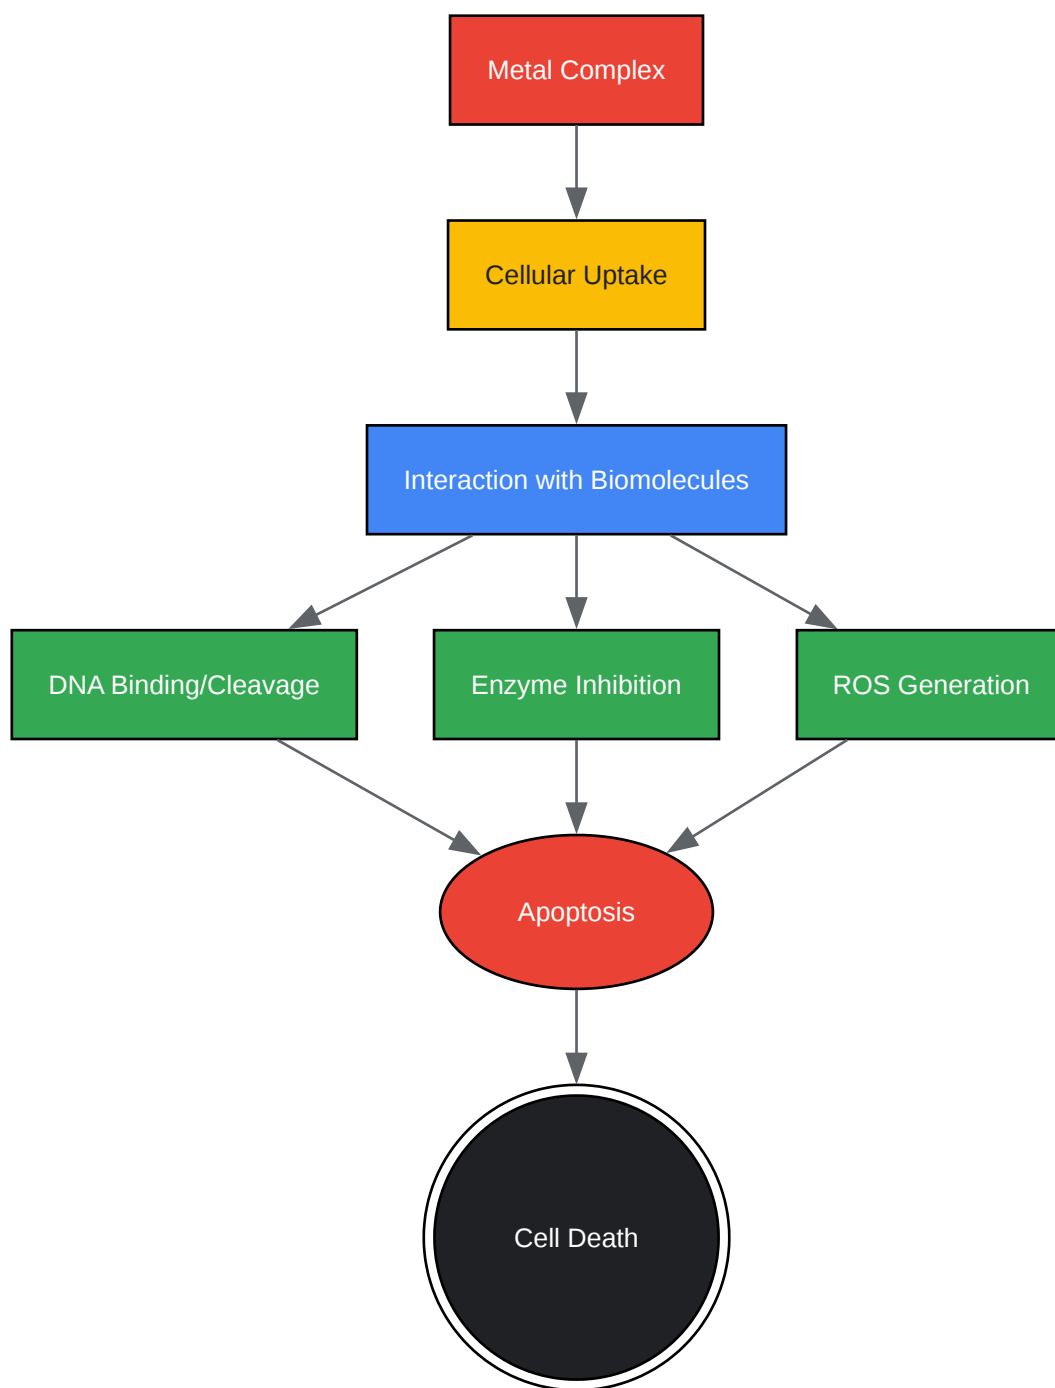 Metal Complex
Cellular Uptake
Interaction with Biomolecules
DNA Binding/Cleavage
Enzyme Inhibition
ROS Generation
Apoptosis
Cell Death